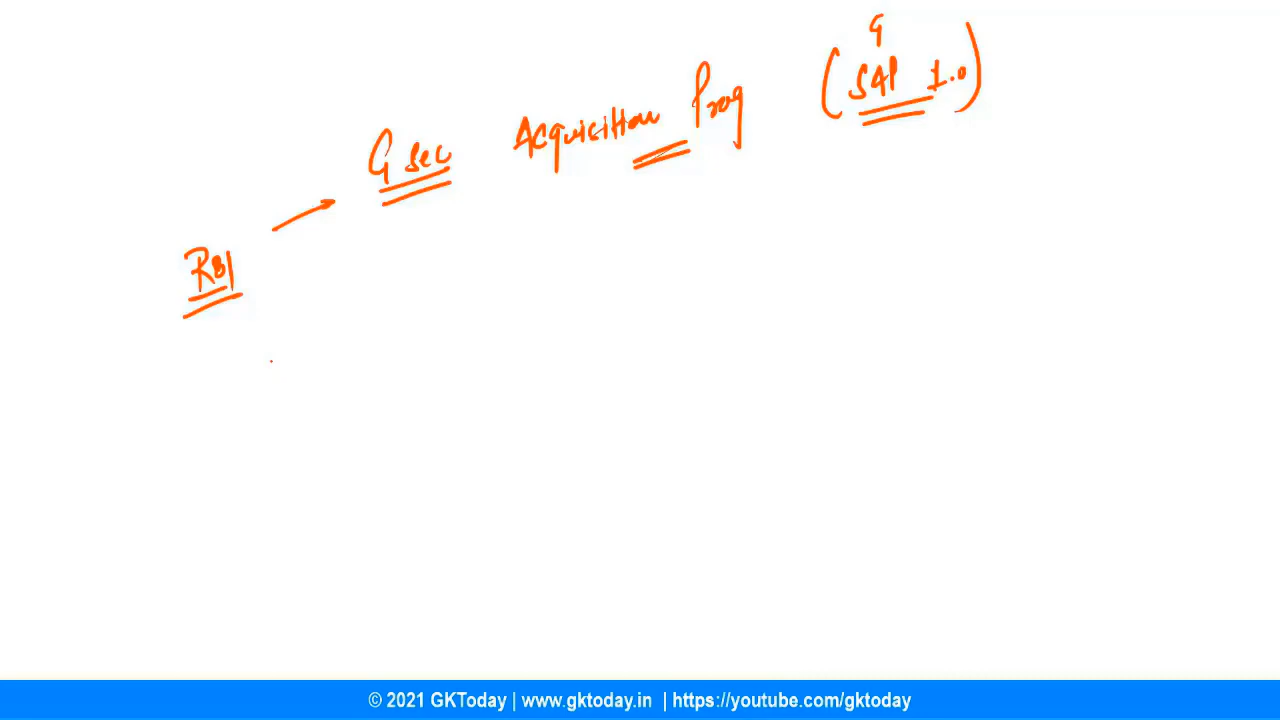 G
RBI → G Sec Acquisition Prog (SAP 1.0)
© 2021 GKToday | www.gktoday.in | https://youtube.com/gktoday